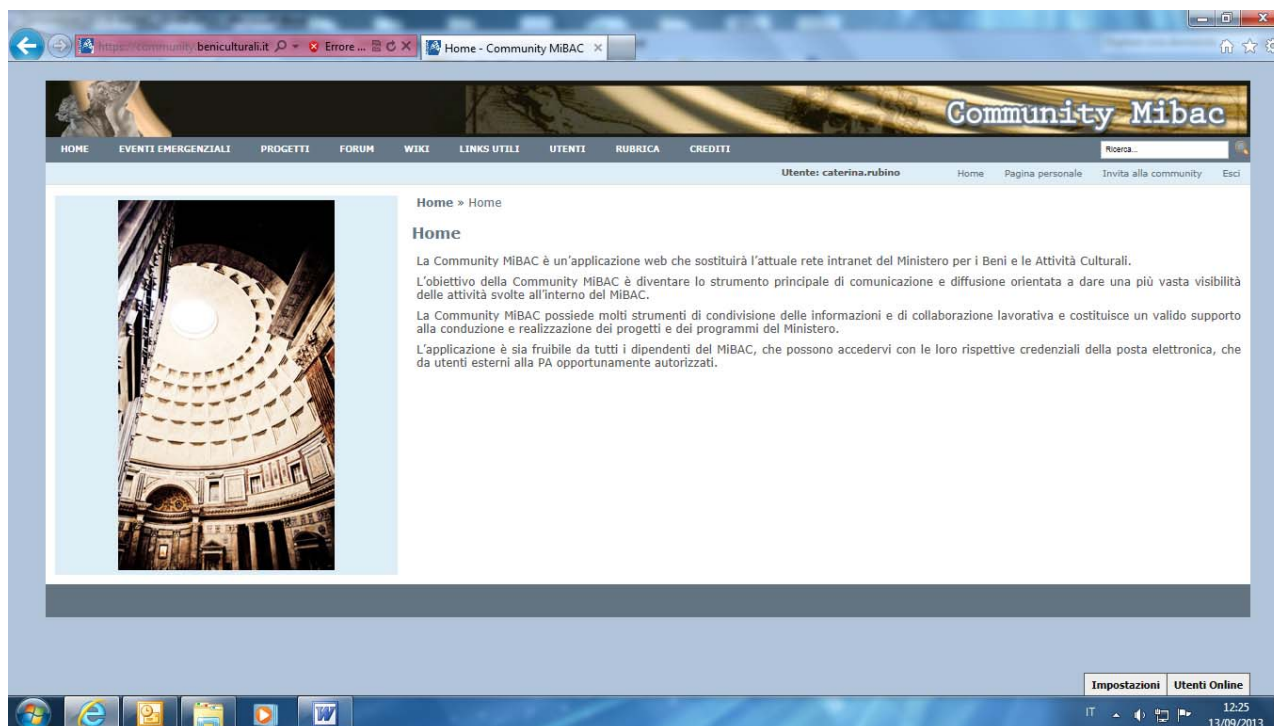 https://community.beniculturali.it
Errore ...
Home - Community MiBAC
Community Mibac
HOME EVENTI EMERGENZIALI PROGETTI FORUM WIKI LINKS UTILI UTENTI RUBRICA CREDITI
Ricerca...
Utente: caterina.rubino Home Pagina personale Invita alla community Esci
Home » Home
Home
La Community MiBAC è un'applicazione web che sostituirà l'attuale rete intranet del Ministero per i Beni e le Attività Culturali.
L'obiettivo della Community MiBAC è diventare lo strumento principale di comunicazione e diffusione orientata a dare una più vasta visibilità
delle attività svolte all'interno del MiBAC.
La Community MiBAC possiede molti strumenti di condivisione delle informazioni e di collaborazione lavorativa e costituisce un valido supporto
alla conduzione e realizzazione dei progetti e dei programmi del Ministero.
L'applicazione è sia fruibile da tutti i dipendenti del MiBAC, che possono accedervi con le loro rispettive credenziali della posta elettronica, che
da utenti esterni alla PA opportunamente autorizzati.
Impostazioni Utenti Online
IT
12:25
13/09/2013